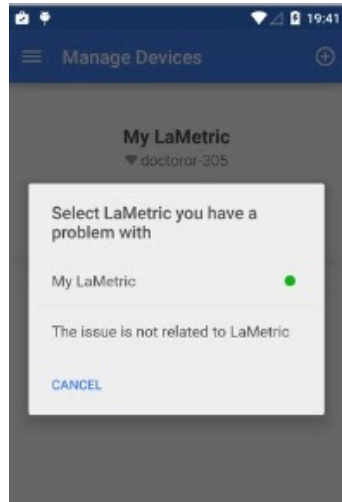 19:41
Manage Devices
My LaMetric
doctoror-305
Select LaMetric you have a
problem with
My LaMetric
The issue is not related to LaMetric
CANCEL